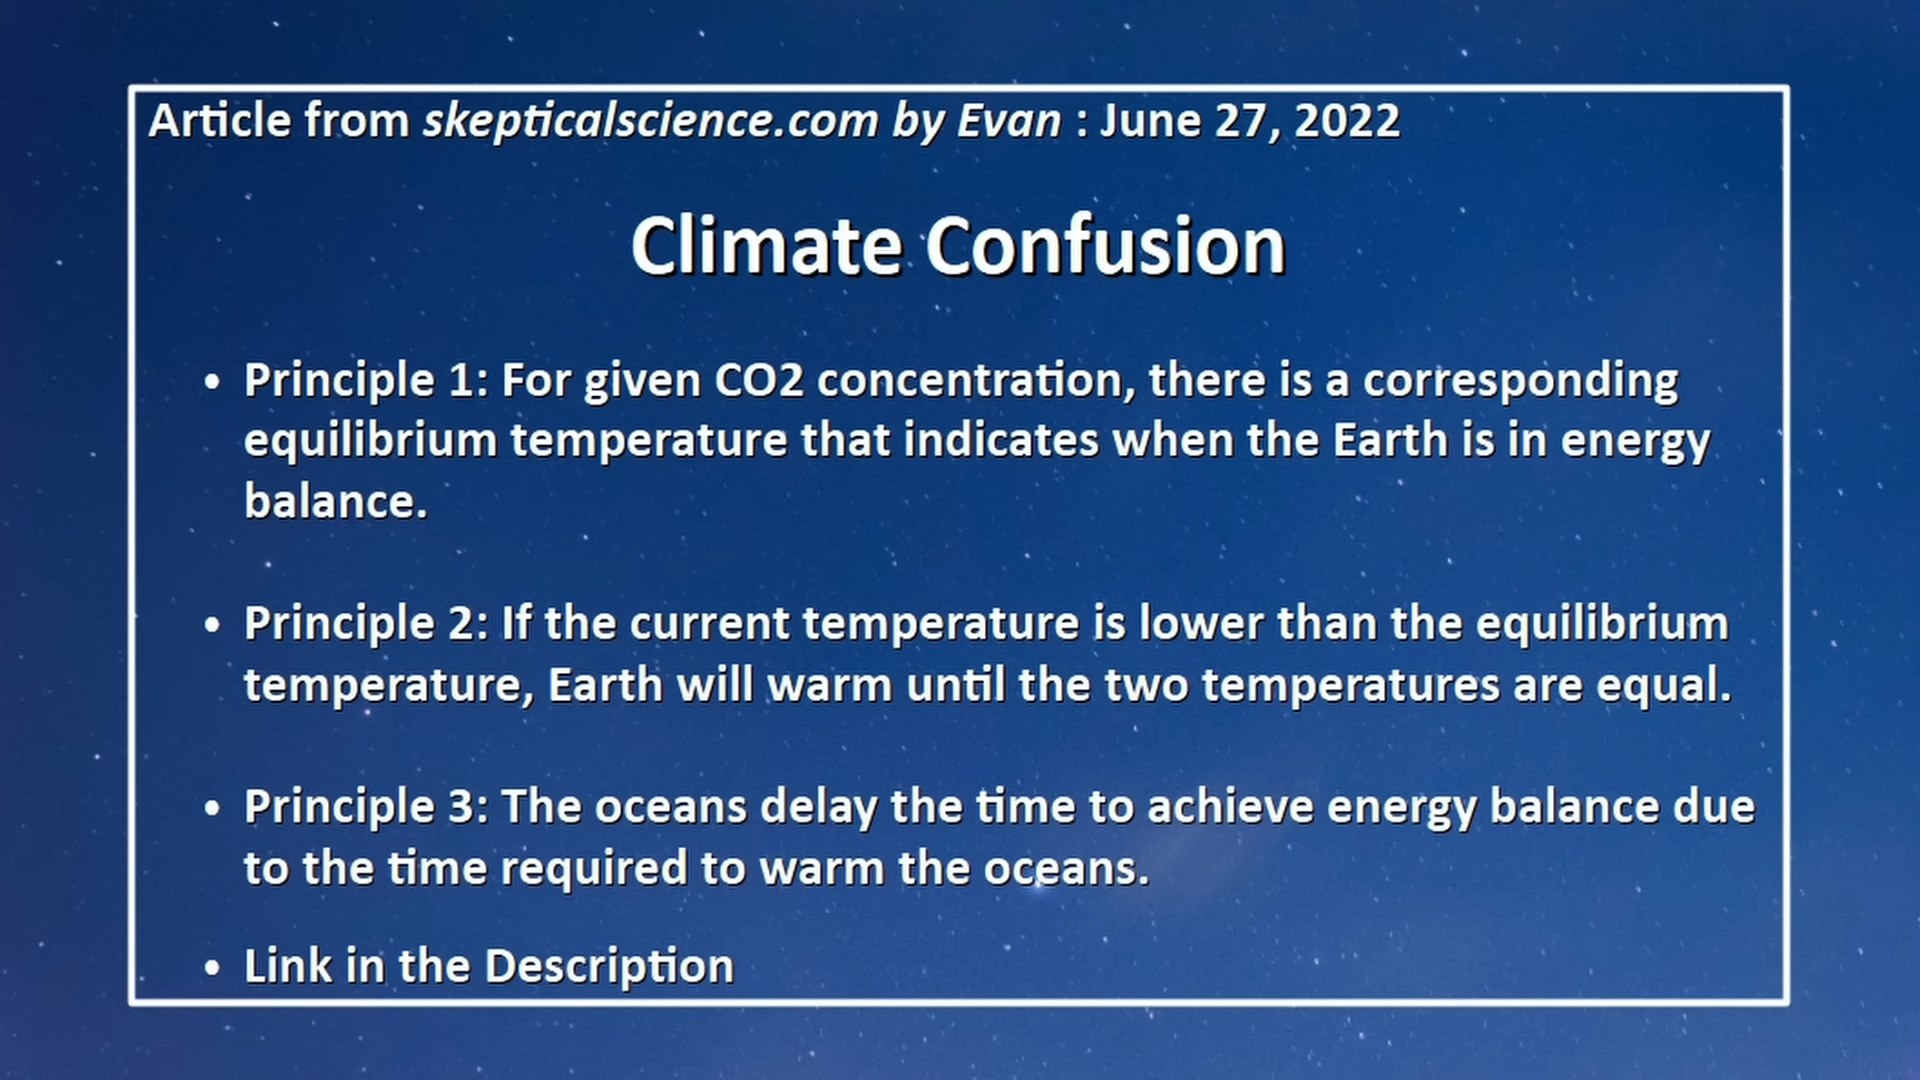 Article from skepticalscience.com by Evan : June 27, 2022
Climate Confusion
• Principle 1: For given CO2 concentration, there is a corresponding
equilibrium temperature that indicates when the Earth is in energy
balance.
• Principle 2: If the current temperature is lower than the equilibrium
temperature, Earth will warm until the two temperatures are equal.
• Principle 3: The oceans delay the time to achieve energy balance due
to the time required to warm the oceans.
• Link in the Description